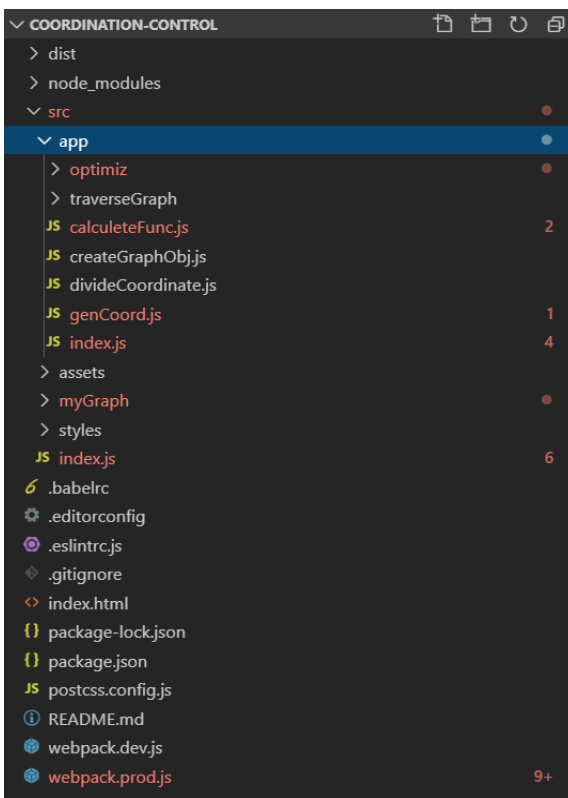 COORDINATION-CONTROL
dist
node_modules
src
app
optimiz
traverseGraph
JS calculeteFunc.js 2
JS createGraphObj.js
JS divideCoordinate.js
JS genCoord.js 1
JS index.js 4
assets
myGraph
styles
JS index.js 6
.babelrc
.editorconfig
.eslintrc.js
.gitignore
<> index.html
{} package-lock.json
{} package.json
JS postcss.config.js
README.md
webpack.dev.js
webpack.prod.js 9+